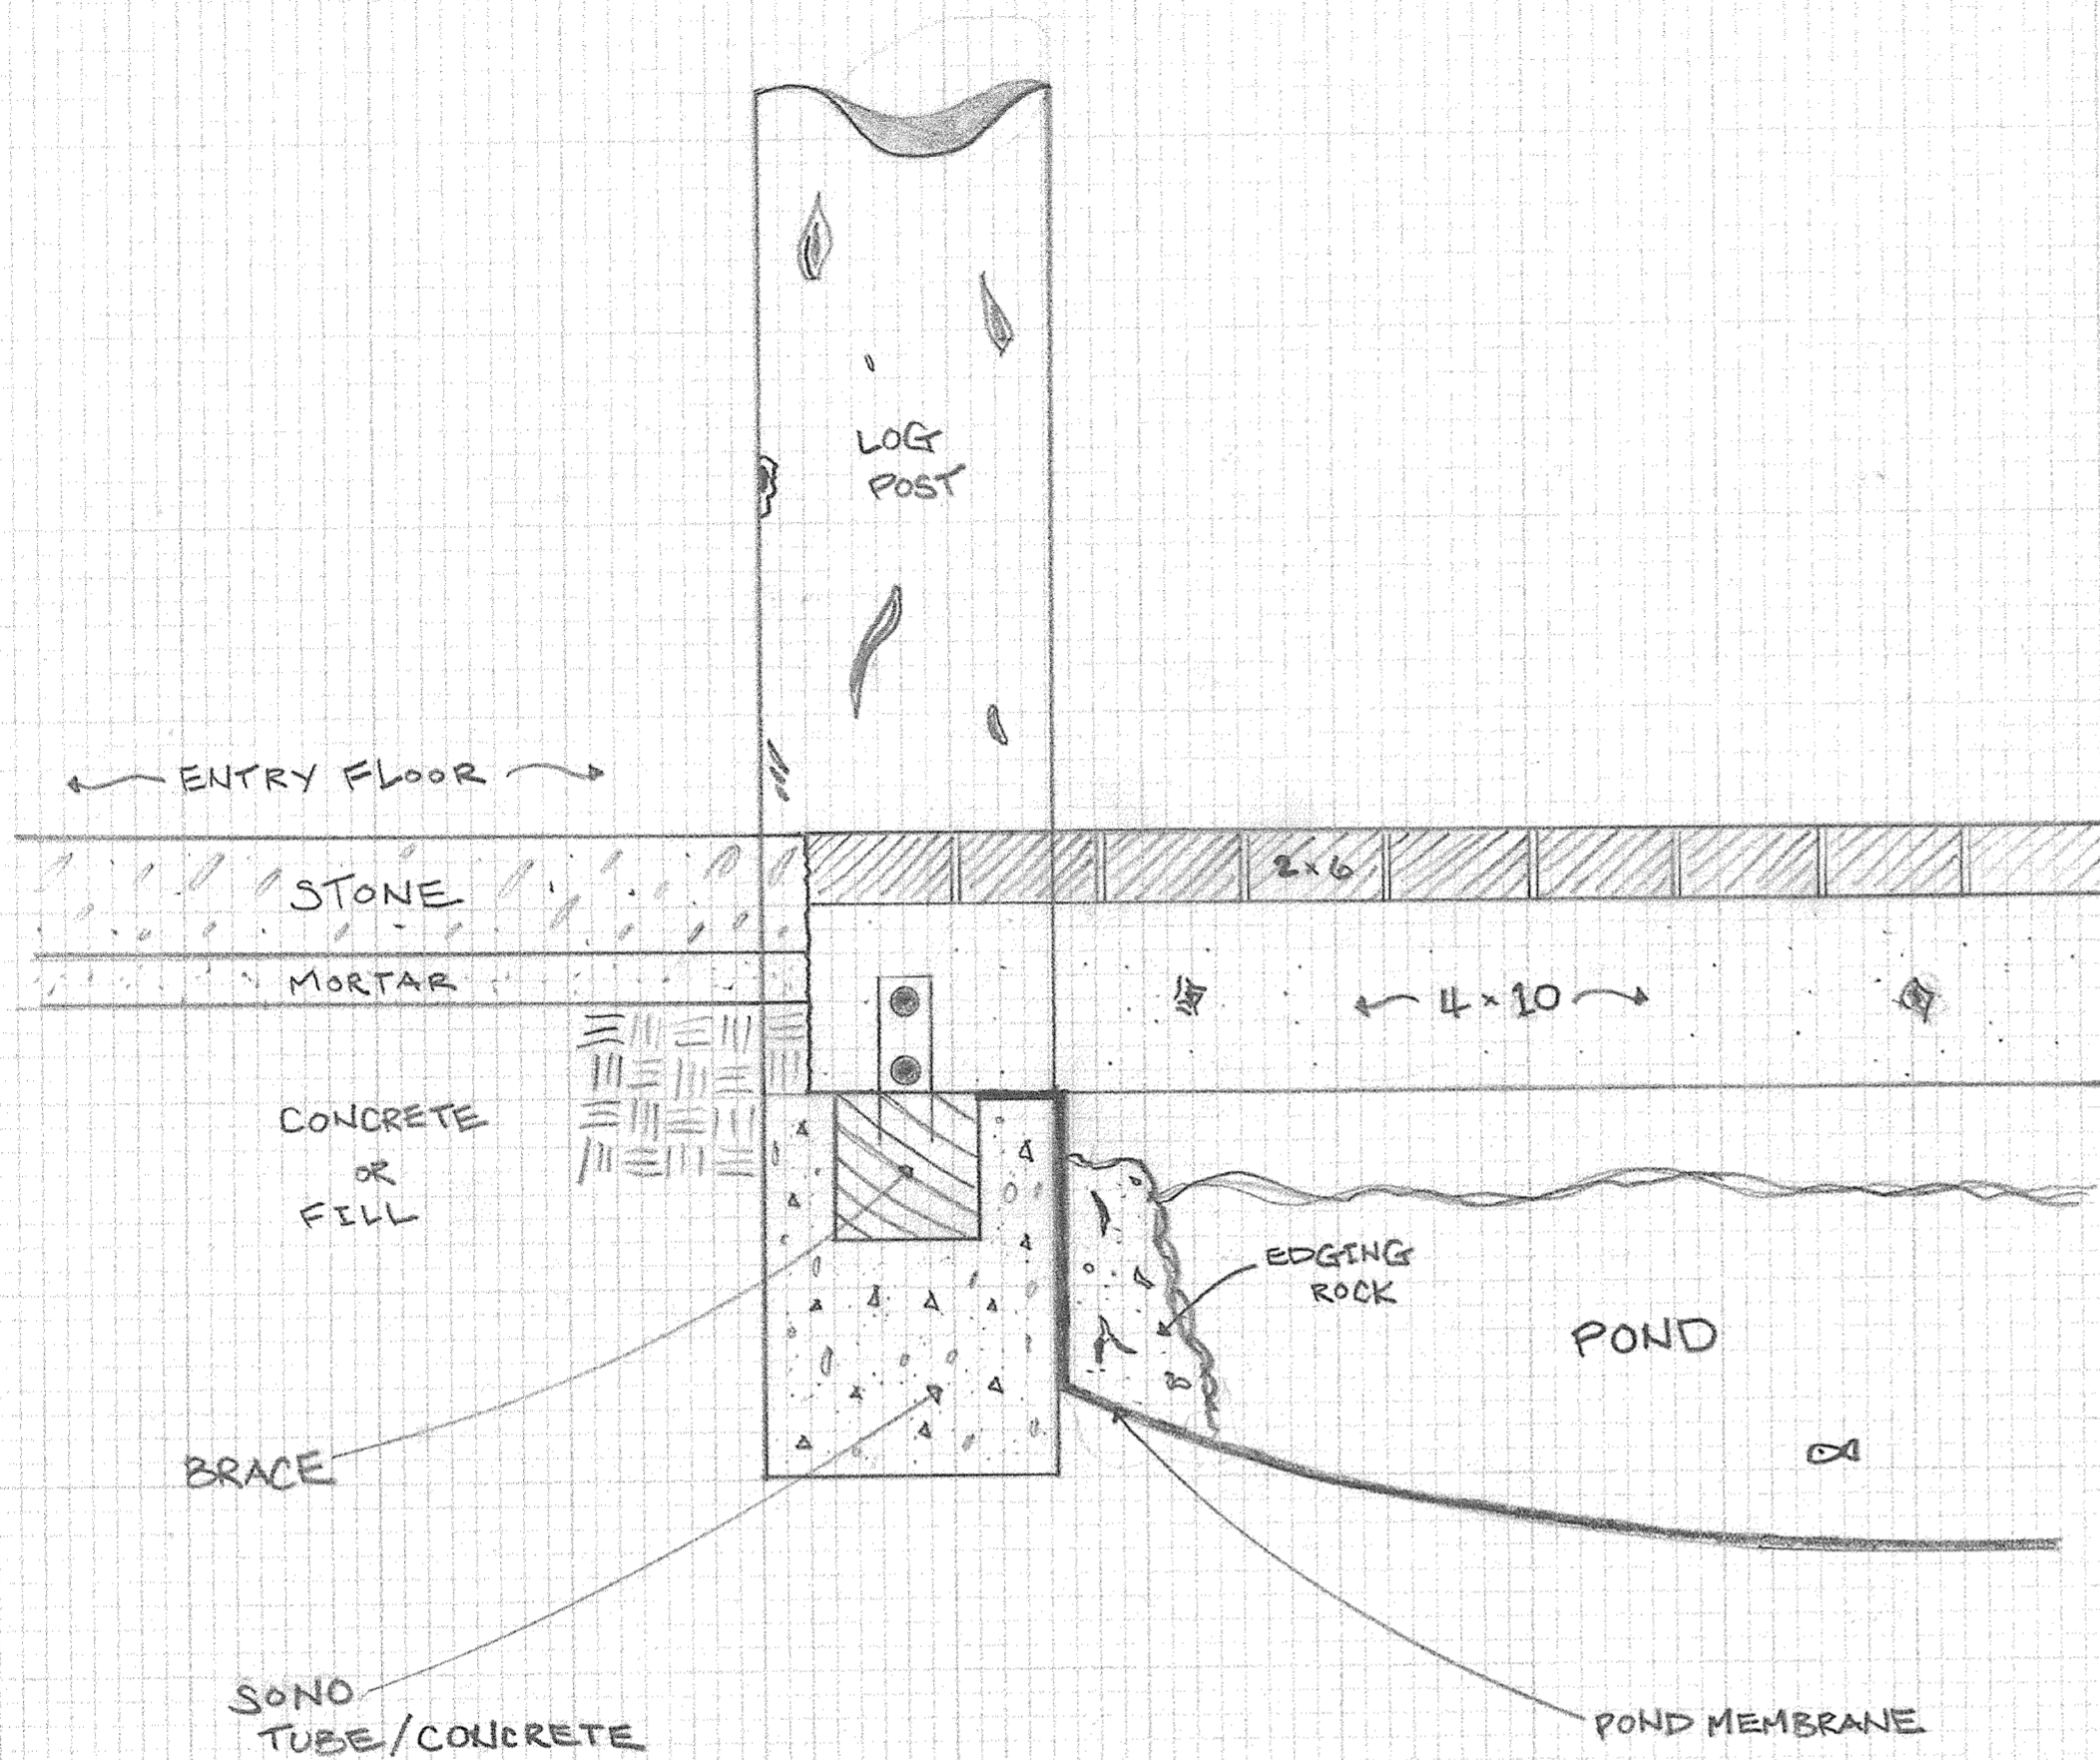 LOG
POST
ENTRY FLOOR
STONE
2x6
MORTAR
4x10
CONCRETE
OR
FILL
EDGING
ROCK
POND
BRACE
SONO
TUBE/CONCRETE
POND MEMBRANE